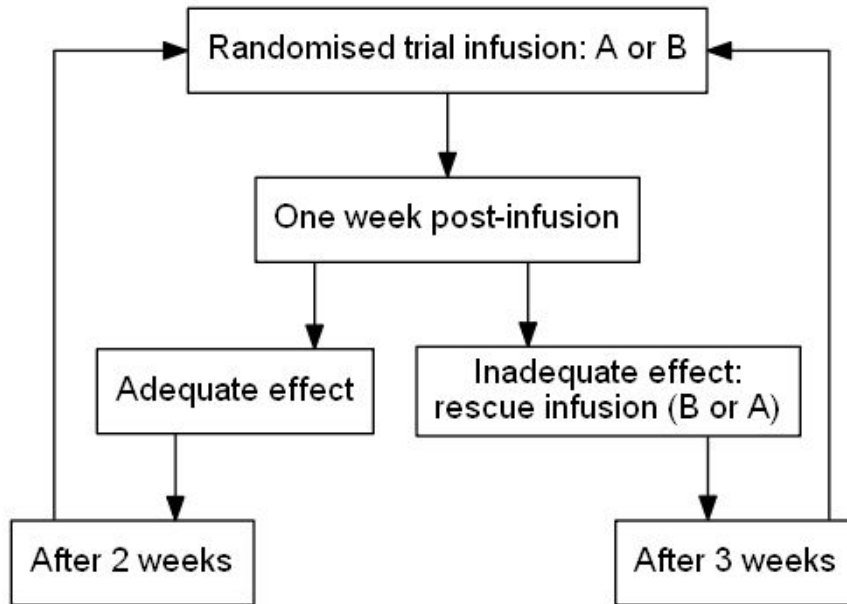 Randomised trial infusion: A or B
One week post-infusion
Adequate effect
Inadequate effect:
rescue infusion (B or A)
After 2 weeks
After 3 weeks